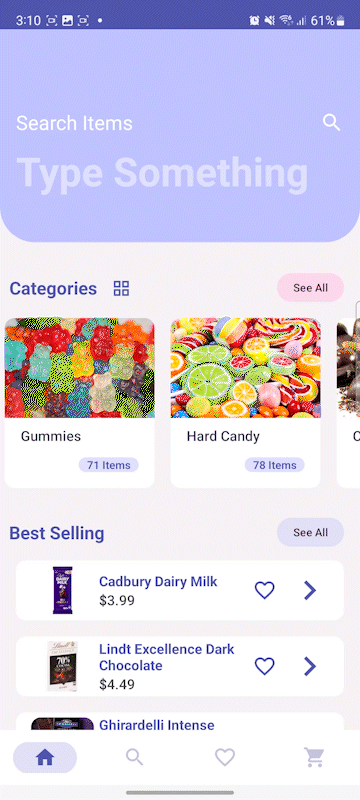 3:10
61%
Search Items
Type Something
Categories
See All
Gummies
Hard Candy
C
71 Items
78 Items
Best Selling
See All
Cadbury Dairy Milk
$3.99
Lindt Excellence Dark
Chocolate
$4.49
70%
Ghirardelli Intense